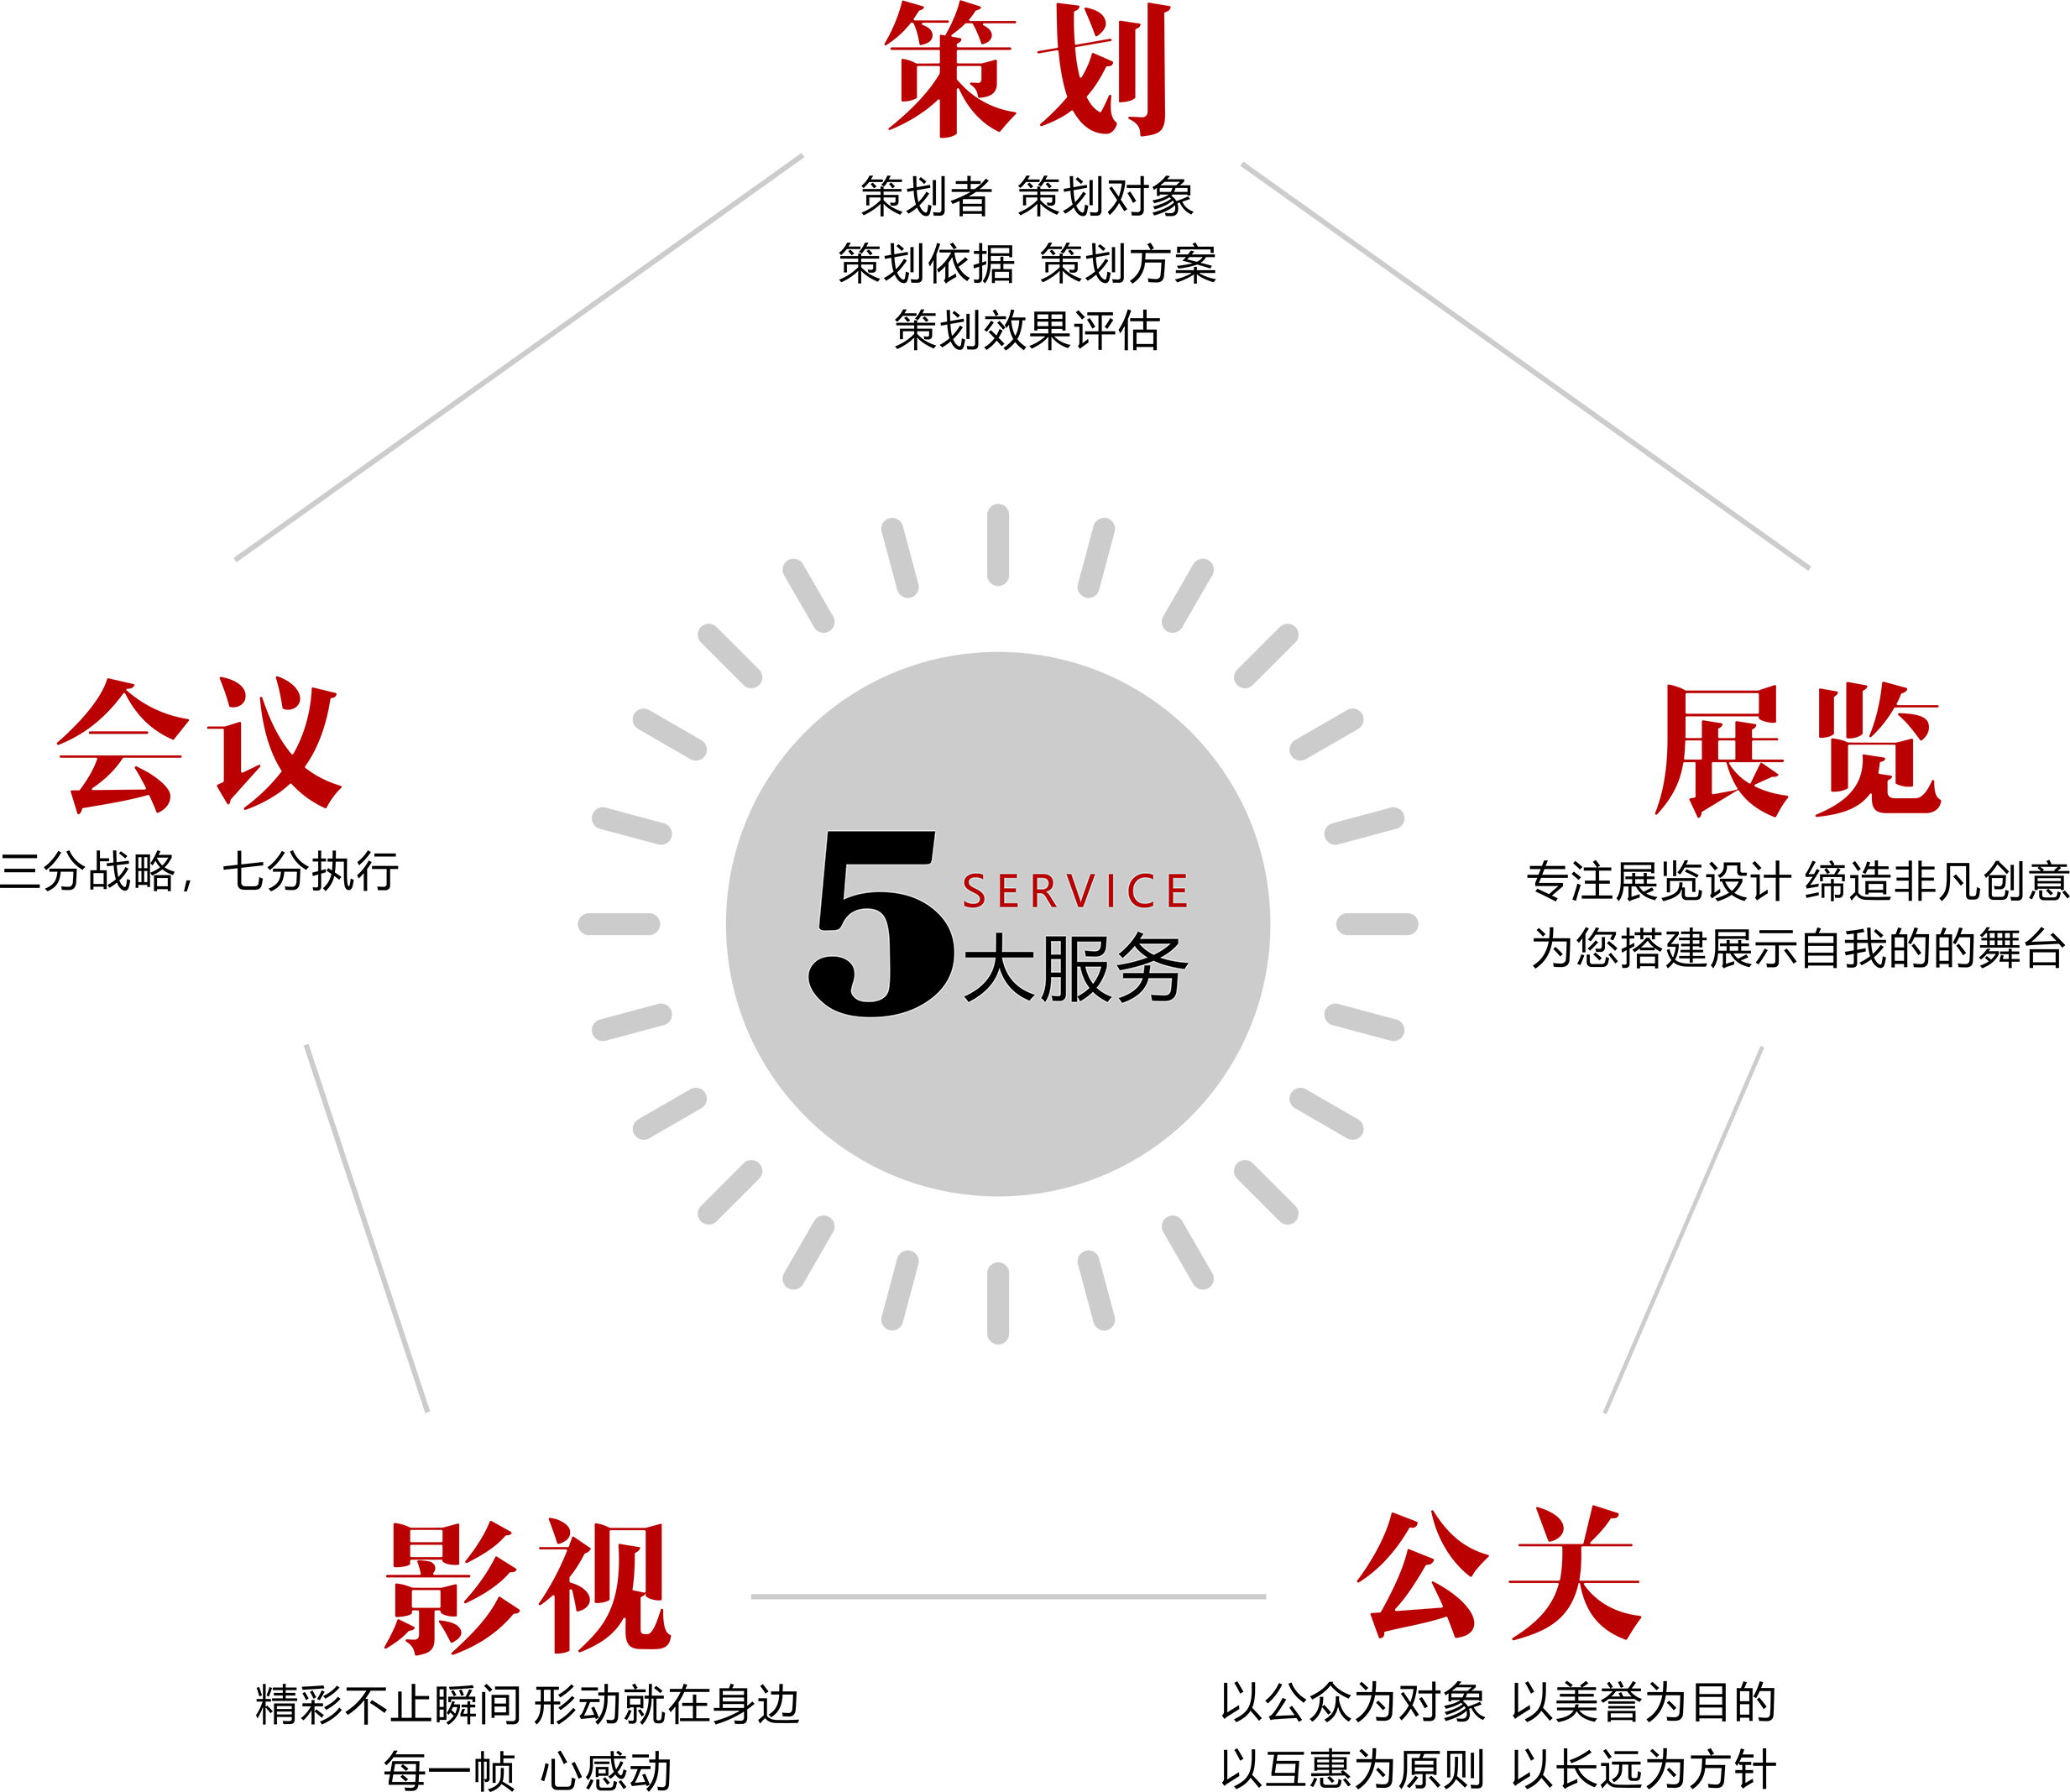 策划
策划者 策划对象
策划依据 策划方案
策划效果评估
会议
三分战略，七分执行
展览
专注展览设计 缔造非凡创意
为您搭建展示目我的的舞台
5
SERVICE
大服务
影视
精彩不止瞬间 形动就在身边
每一帧 心感动
公关
以公众为对象 以美誉为目的
以互惠为原则 以长远为方针